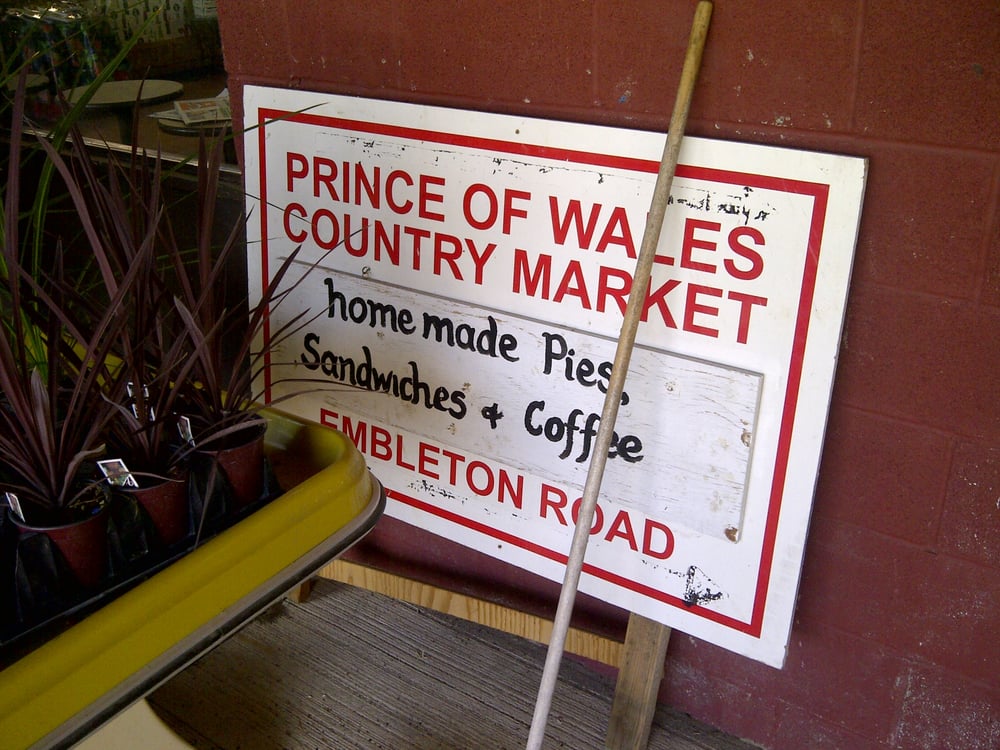 PRINCE OF WALES
COUNTRY MARKET
home made Pies,
Sandwiches & Coffee
EMBLETON ROAD